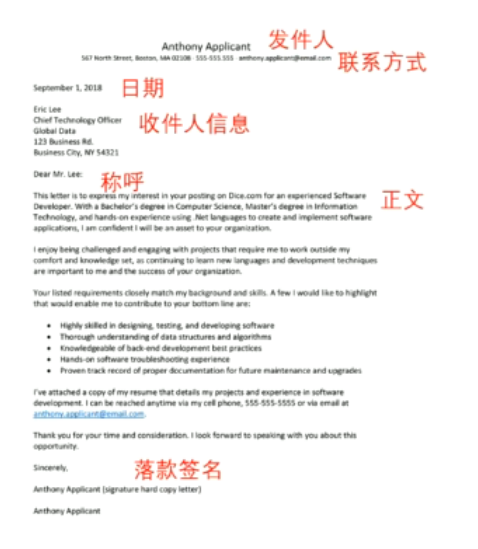 Anthony Applicant 发件人
567 North Street, Boston, MA 02108 · 555-555.555 · anthony.applicant@email.com 联系方式
September 1, 2018 日期
Eric Lee
Chief Technology Officer 收件人信息
Global Data
123 Business Rd.
Business City, NY 54321
Dear Mr. Lee: 称呼
This letter is to express my interest in your posting on Dice.com for an experienced Software 正文
Developer. With a Bachelor's degree in Computer Science, Master's degree in Information
Technology, and hands-on experience using .Net languages to create and implement software
applications, I am confident I will be an asset to your organization.
I enjoy being challenged and engaging with projects that require me to work outside my
comfort and knowledge set, as continuing to learn new languages and development techniques
are important to me and the success of your organization.
Your listed requirements closely match my background and skills. A few I would like to highlight
that would enable me to contribute to your bottom line are:
• Highly skilled in designing, testing, and developing software
• Thorough understanding of data structures and algorithms
• Knowledgeable of back-end development best practices
• Hands-on software troubleshooting experience
• Proven track record of proper documentation for future maintenance and upgrades
I've attached a copy of my resume that details my projects and experience in software
development. I can be reached anytime via my cell phone, 555-555-5555 or via email at
anthony.applicant@email.com.
Thank you for your time and consideration. I look forward to speaking with you about this
opportunity.
Sincerely, 落款签名
Anthony Applicant (signature hard copy letter)
Anthony Applicant